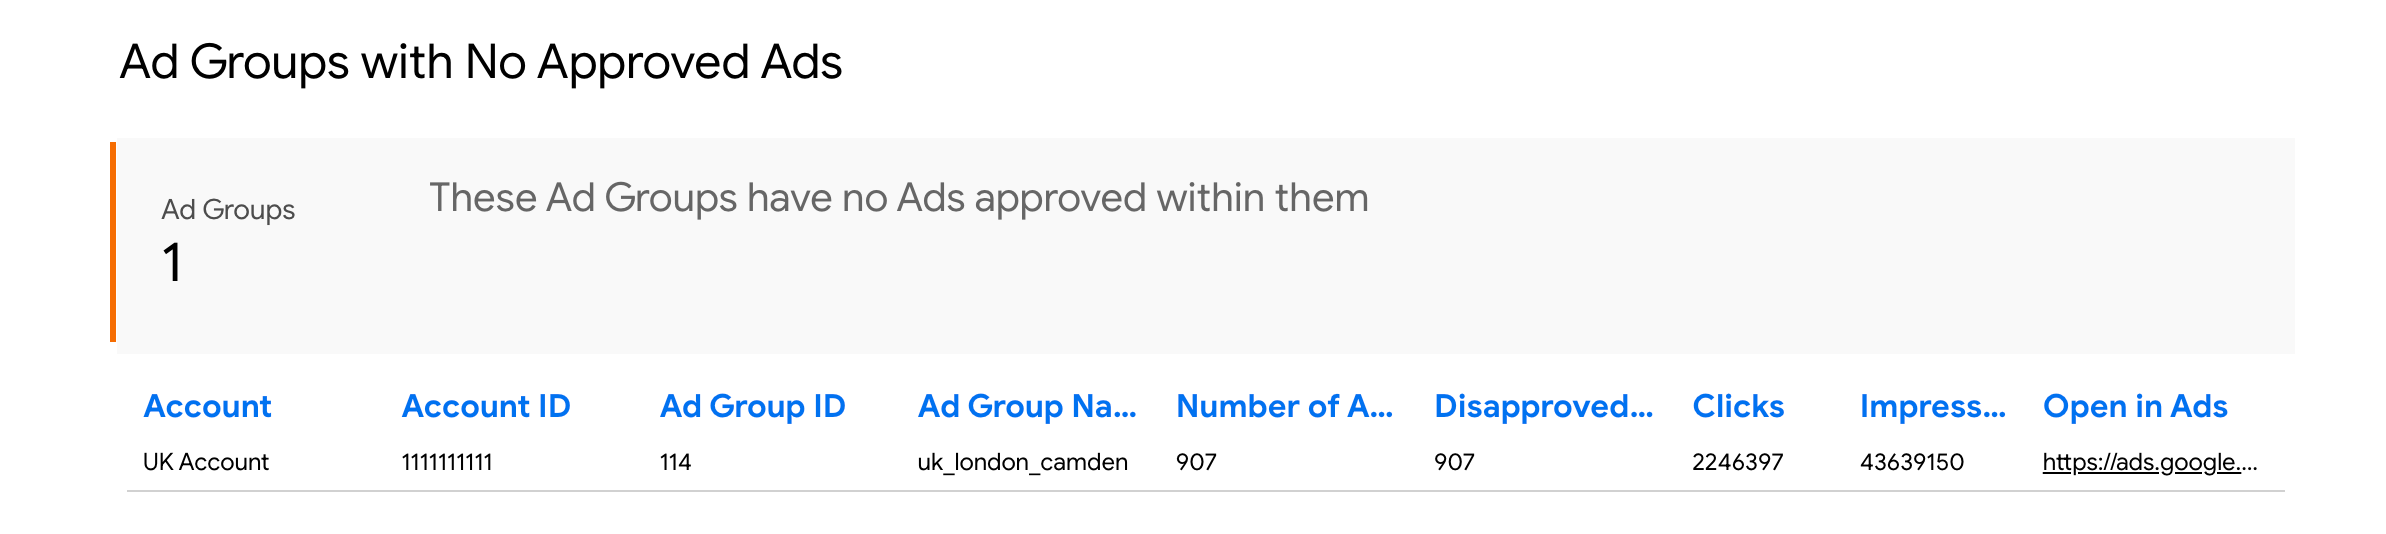 Ad Groups with No Approved Ads
These Ad Groups have no Ads approved within them
Ad Groups
1
Account Account ID Ad Group ID Ad Group Na... Number of A... Disapproved... Clicks Impress... Open in Ads
UK Account 1111111111 114 uk_london_camden 907 907 2246397 43639150 https://ads.google....